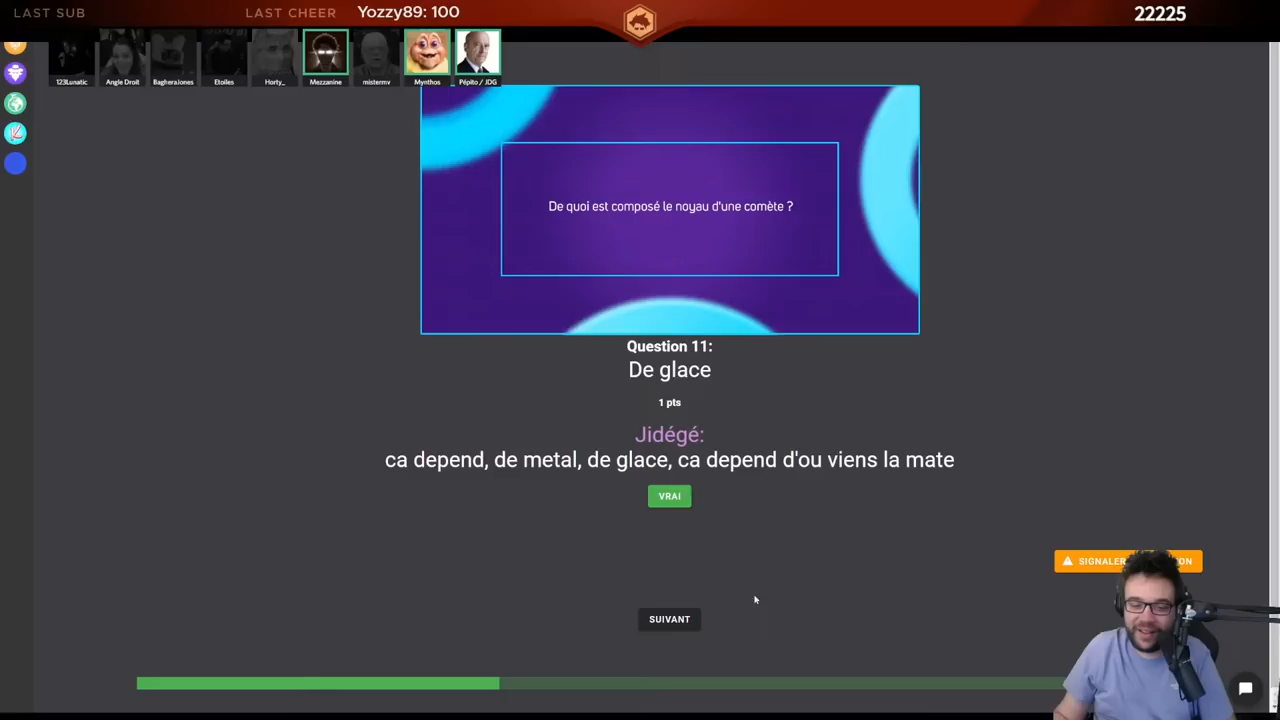 LAST SUB
LAST CHEER
Yozzy89: 100
22225
123Lunatic
Angle Droit
BagheraJones
Etoiles
Horty_
Mezzanine
mistermv
Mynthos
Pépito / JDG
De quoi est composé le noyau d'une comète ?
Question 11:
De glace
1 pts
Jidégé:
ca depend, de metal, de glace, ca depend d'ou viens la mate
VRAI
SIGNALER
ON
SUIVANT